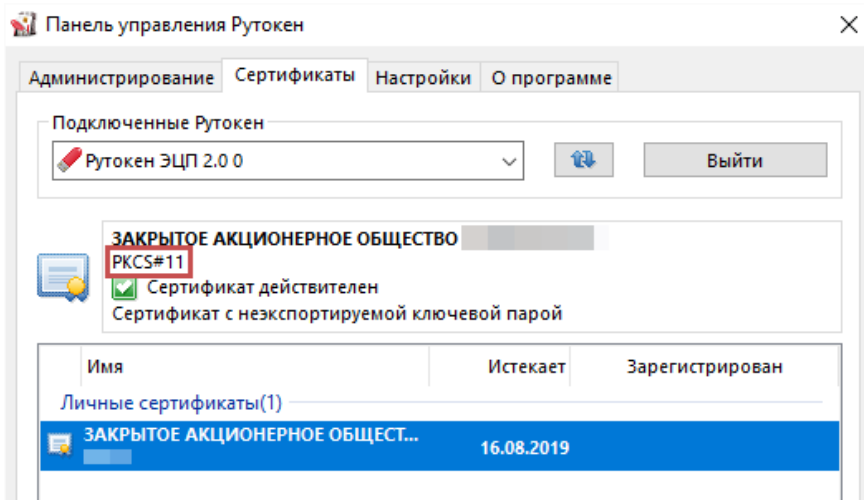 Панель управления Рутокен
Администрирование Сертификаты Настройки О программе
Подключенные Рутокен
Рутокен ЭЦП 2.0 0 Выйти
ЗАКРЫТОЕ АКЦИОНЕРНОЕ ОБЩЕСТВО
PKCS#11
Сертификат действителен
Сертификат с неэкспортируемой ключевой парой
Имя Истекает Зарегистрирован
Личные сертификаты(1)
ЗАКРЫТОЕ АКЦИОНЕРНОЕ ОБЩЕСТ...
16.08.2019